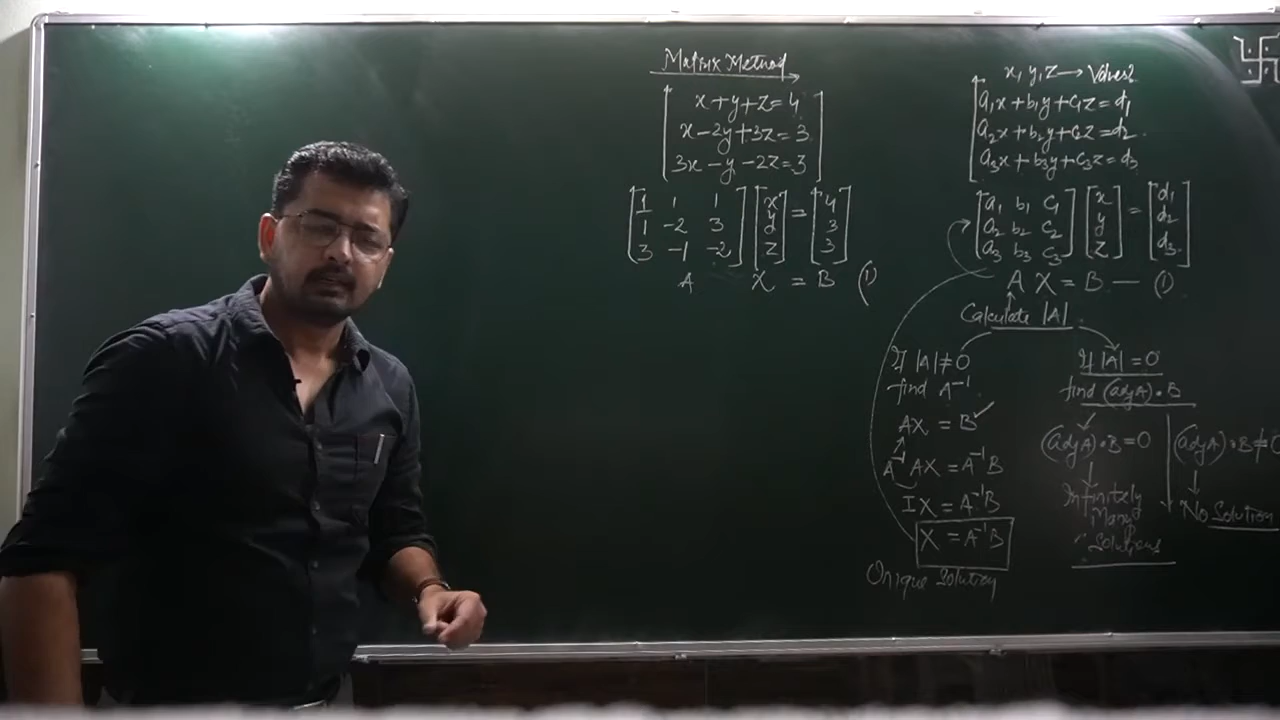 Matrix Method
x+y+z=4
x-2y+3z=3
3x-y-2z=3
[1 1 1] [x] = [4]
[1 -2 3] [y] [3]
[3 -1 -2] [z] [3]
A X = B (1)
x, y, z → Values?
a₁x+b₁y+c₁z=d₁
a₂x+b₂y+c₂z=d₂
a₃x+b₃y+c₃z=d₃
[a₁ b₁ c₁] [x] = [d₁]
[a₂ b₂ c₂] [y] [d₂]
[a₃ b₃ c₃] [z] [d₃]
A X = B — (1)
Calculate |A|
If |A|≠0
find A⁻¹
AX = B ✓
A⁻¹AX = A⁻¹B
IX = A⁻¹B
X = A⁻¹B
Unique Solution
If |A| = 0
find (adjA)•B
(adjA)•B=0
Infinitely
Many
Solutions
(adjA)•B≠0
No Solution